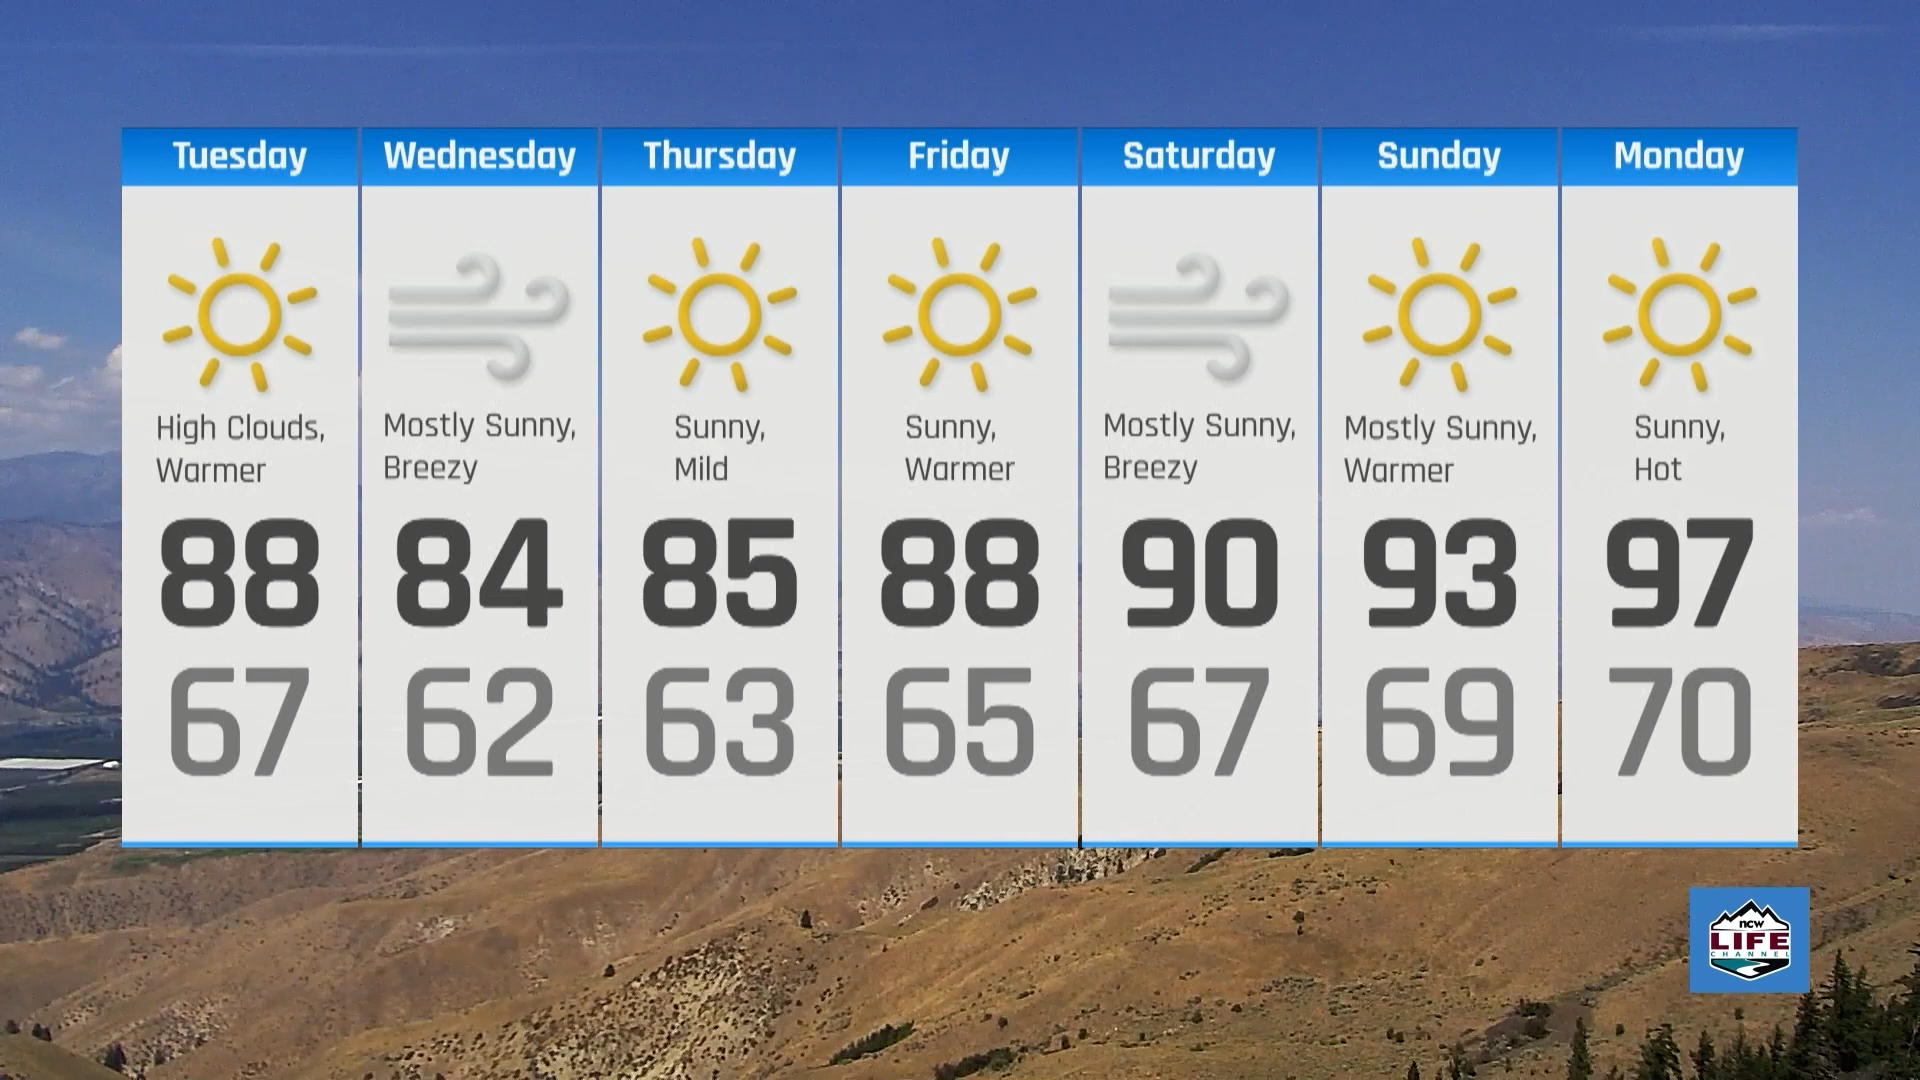 Tuesday
High Clouds,
Warmer
88
67
Wednesday
Mostly Sunny,
Breezy
84
62
Thursday
Sunny,
Mild
85
63
Friday
Sunny,
Warmer
88
65
Saturday
Mostly Sunny,
Breezy
90
67
Sunday
Mostly Sunny,
Warmer
93
69
Monday
Sunny,
Hot
97
70
ncw
LIFE
CHANNEL